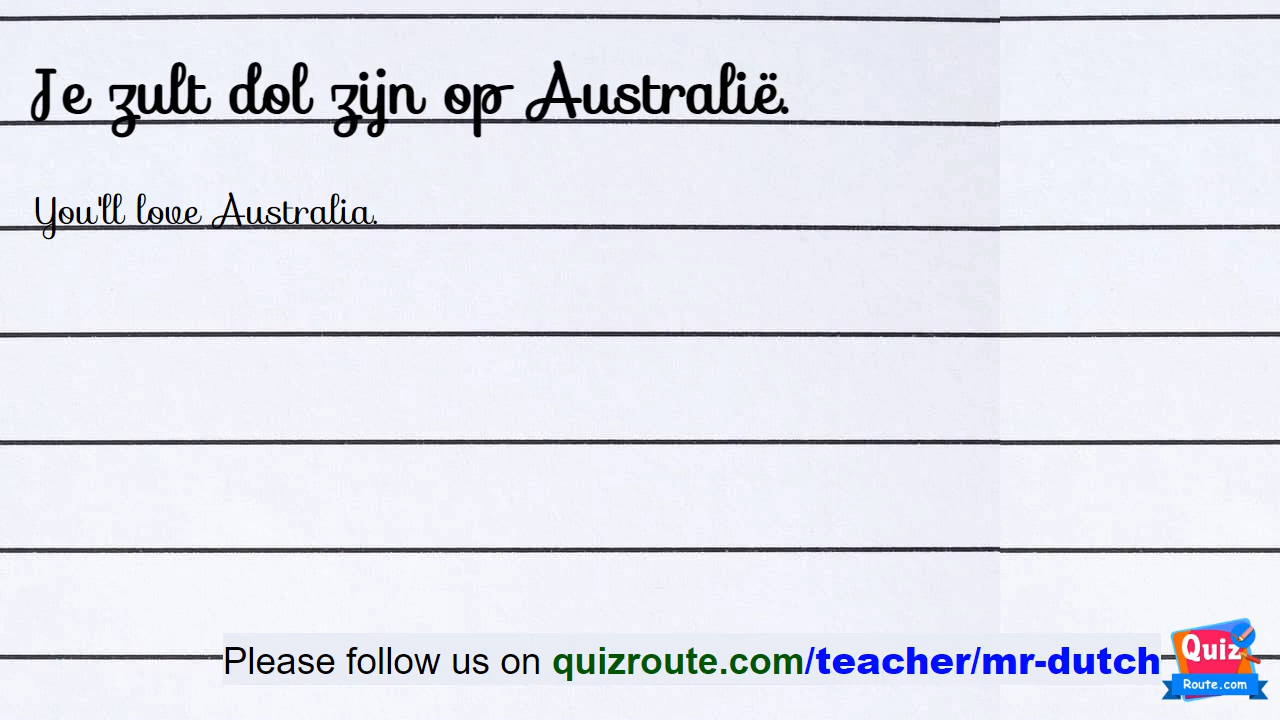 Je zult dol zijn op Australië.
You'll love Australia.
Please follow us on quizroute.com/teacher/mr-dutch
Quiz
Route.com